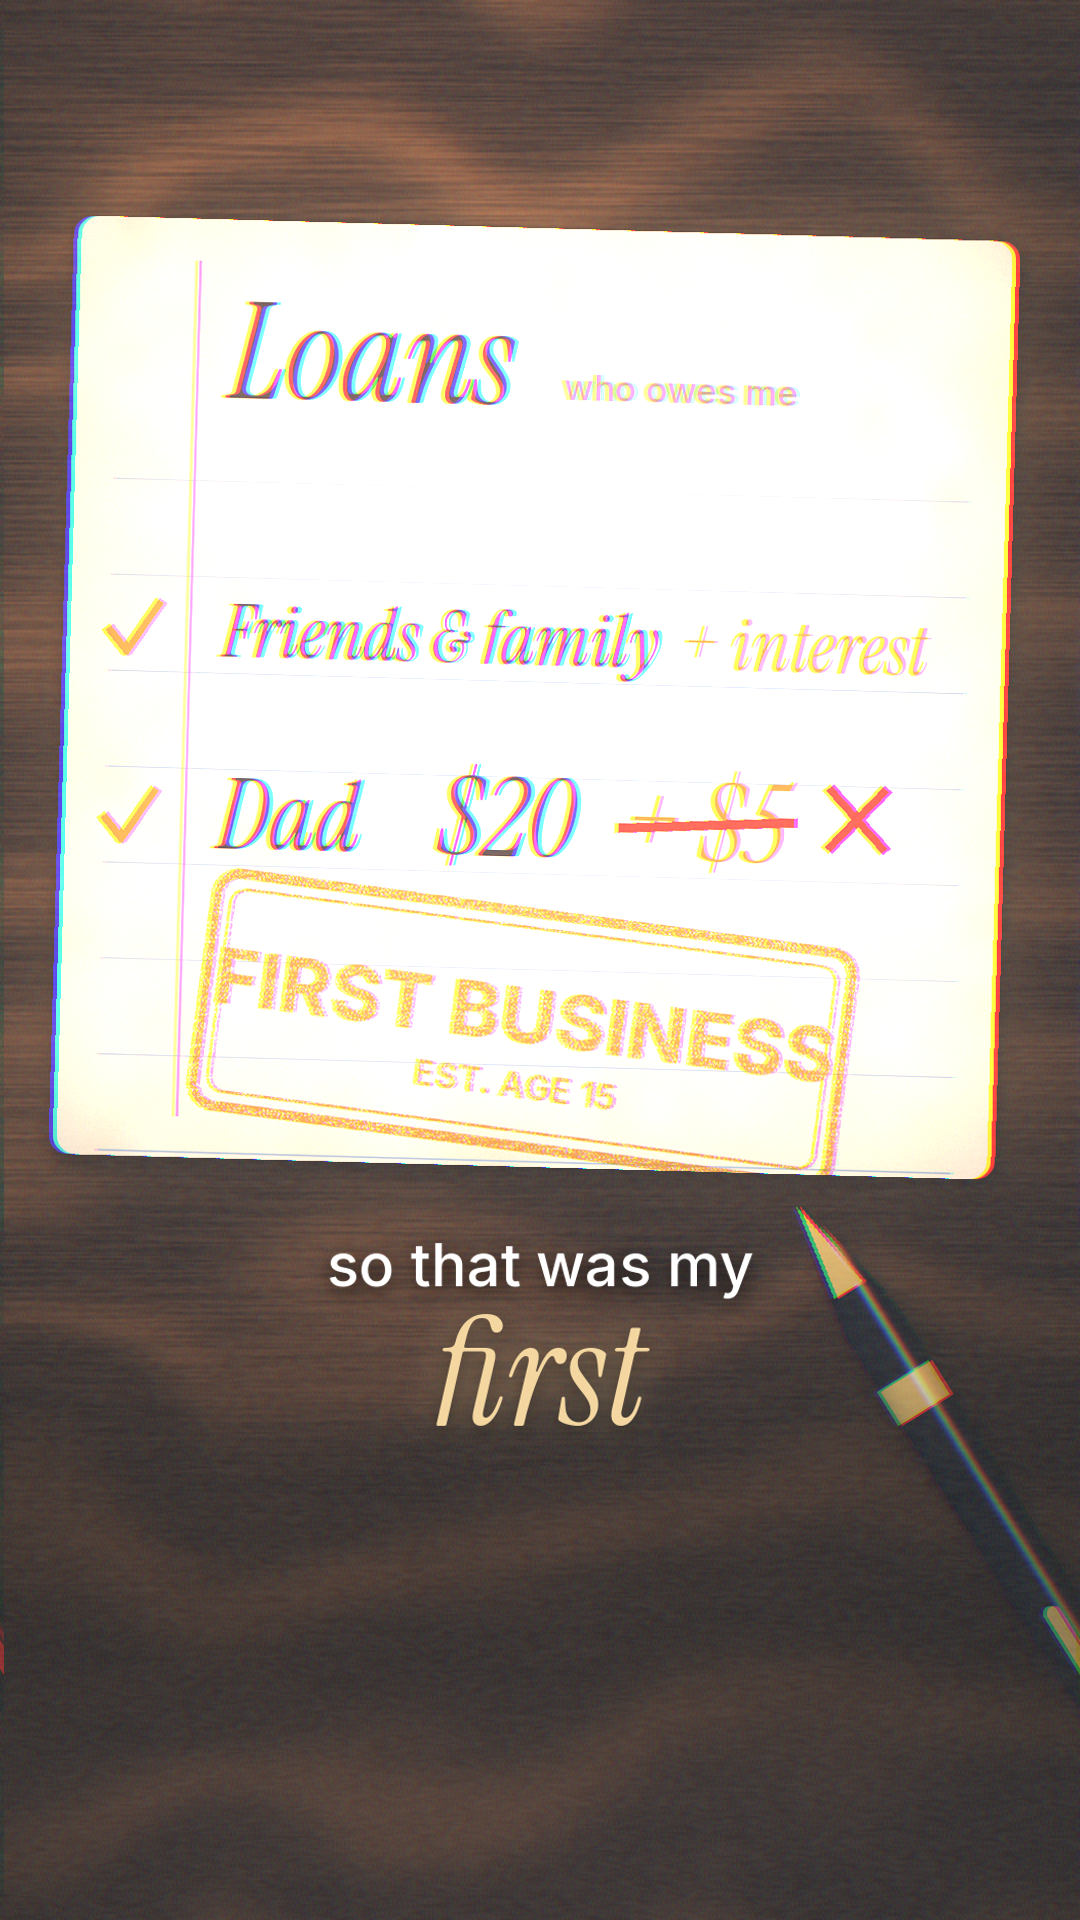 Loans who owes me
Friends & family + interest
Dad $20 + $5
FIRST BUSINESS
EST. AGE 15
so that was my
first